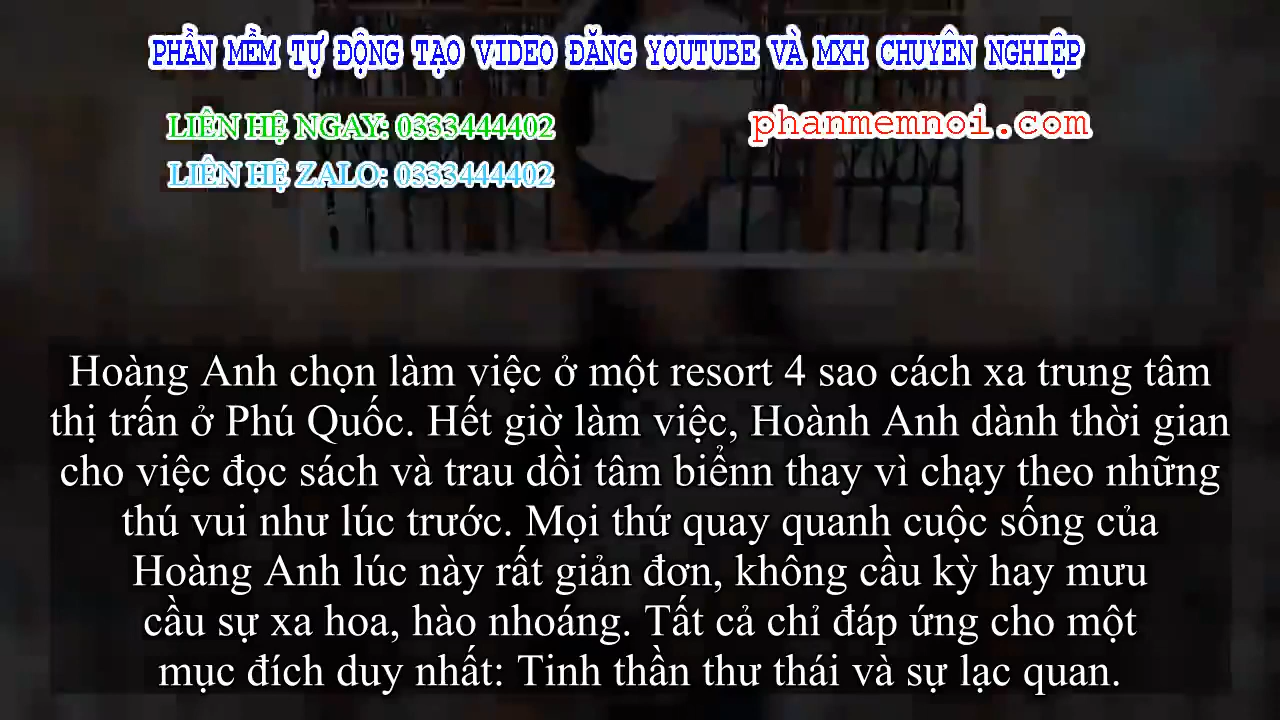 PHẦN MỀM TỰ ĐỘNG TẠO VIDEO ĐĂNG YOUTUBE VÀ MXH CHUYÊN NGHIỆP
LIÊN HỆ NGAY: 0333444402
phanmemnoi.com
LIÊN HỆ ZALO: 0333444402
Hoàng Anh chọn làm việc ở một resort 4 sao cách xa trung tâm
thị trấn ở Phú Quốc. Hết giờ làm việc, Hoành Anh dành thời gian
cho việc đọc sách và trau dồi tâm biểnn thay vì chạy theo những
thú vui như lúc trước. Mọi thứ quay quanh cuộc sống của
Hoàng Anh lúc này rất giản đơn, không cầu kỳ hay mưu
cầu sự xa hoa, hào nhoáng. Tất cả chỉ đáp ứng cho một
mục đích duy nhất: Tinh thần thư thái và sự lạc quan.